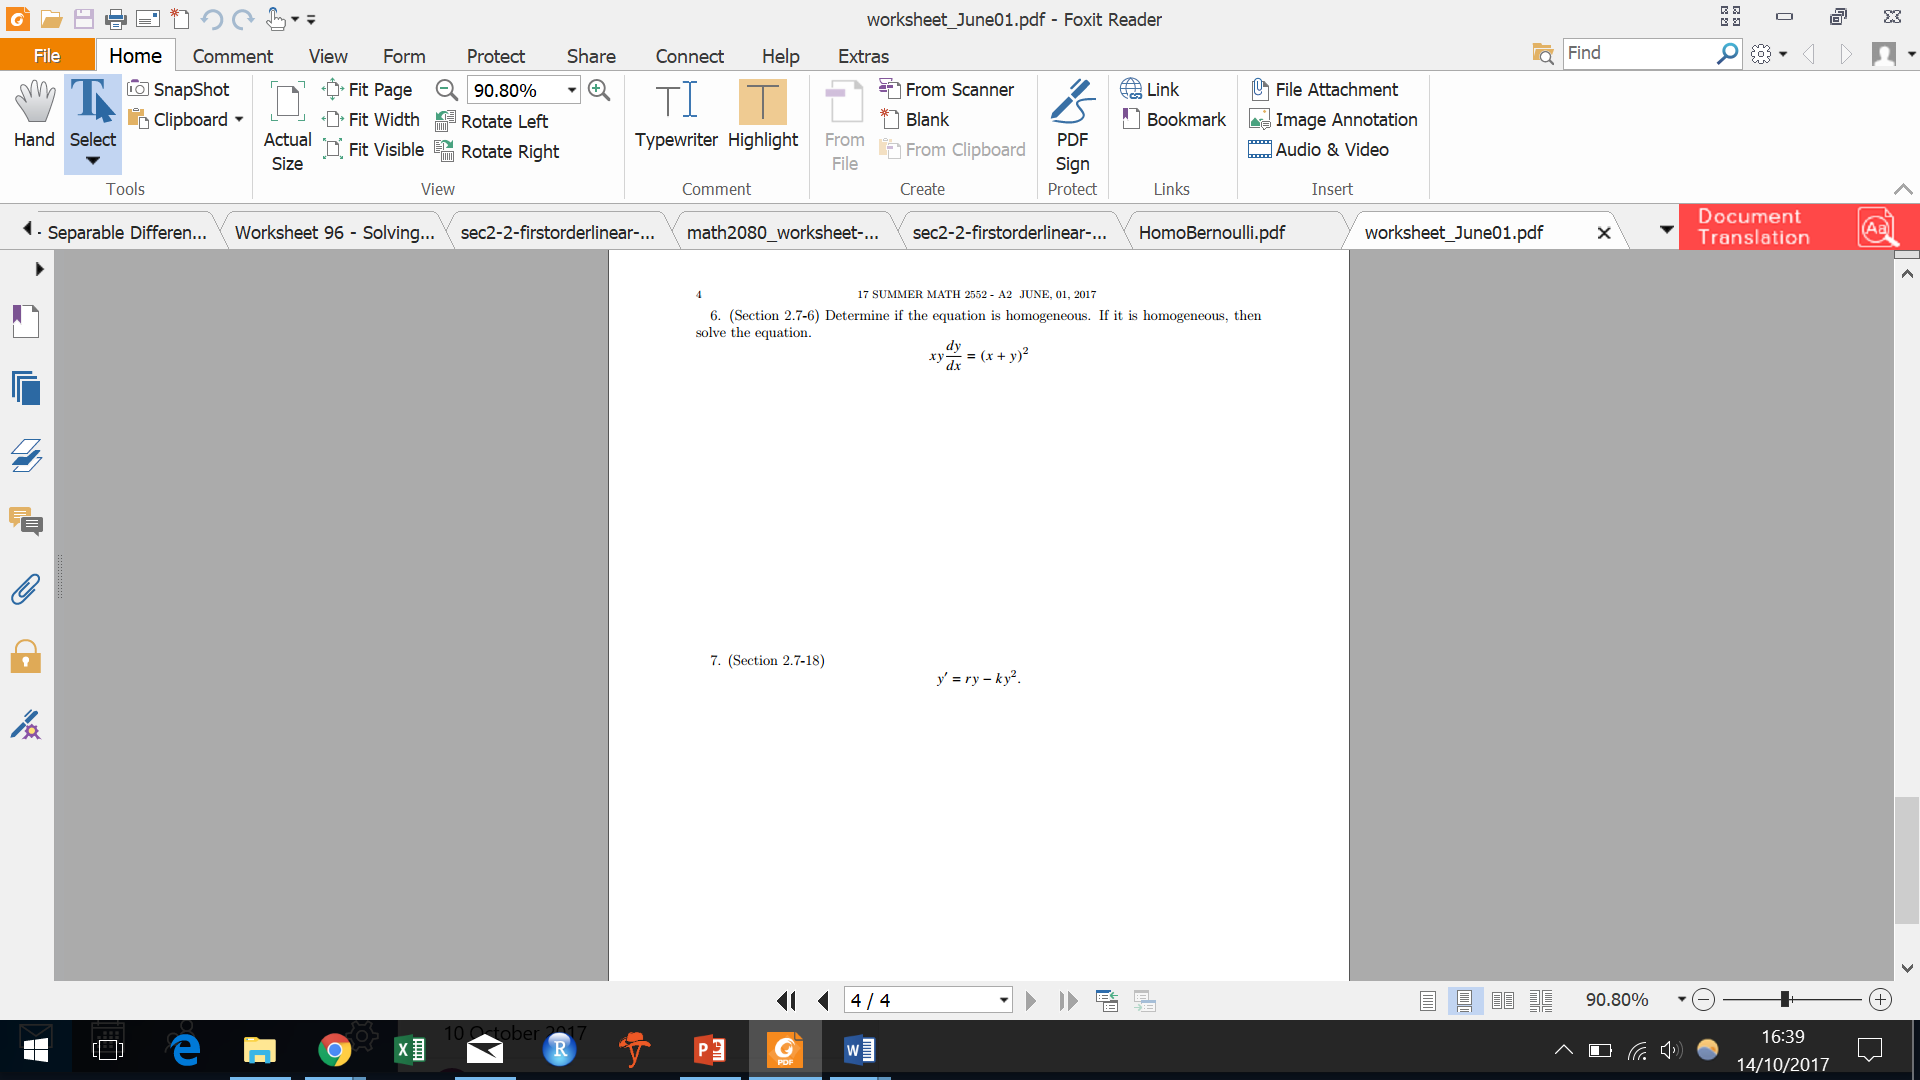 worksheet_June01.pdf - Foxit Reader
File Home Comment View Form Protect Share Connect Help Extras Find
Hand
Select
SnapShot
Clipboard
Tools
Actual
Size
Fit Page
Fit Width
Fit Visible
90.80%
Rotate Left
Rotate Right
View
Typewriter
Highlight
Comment
From
File
From Scanner
Blank
From Clipboard
Create
PDF
Sign
Protect
Link
Bookmark
Links
File Attachment
Image Annotation
Audio & Video
Insert
- Separable Differen... Worksheet 96 - Solving... sec2-2-firstorderlinear-... math2080_worksheet-... sec2-2-firstorderlinear-... HomoBernoulli.pdf worksheet_June01.pdf
Document
Translation
Aa
4 17 SUMMER MATH 2552 - A2 JUNE, 01, 2017
6. (Section 2.7-6) Determine if the equation is homogeneous. If it is homogeneous, then
solve the equation.
xy dy/dx = (x + y)²
7. (Section 2.7-18)
y′ = ry − ky².
4 / 4
90.80%
10 October 2017
PDF
16:39
14/10/2017